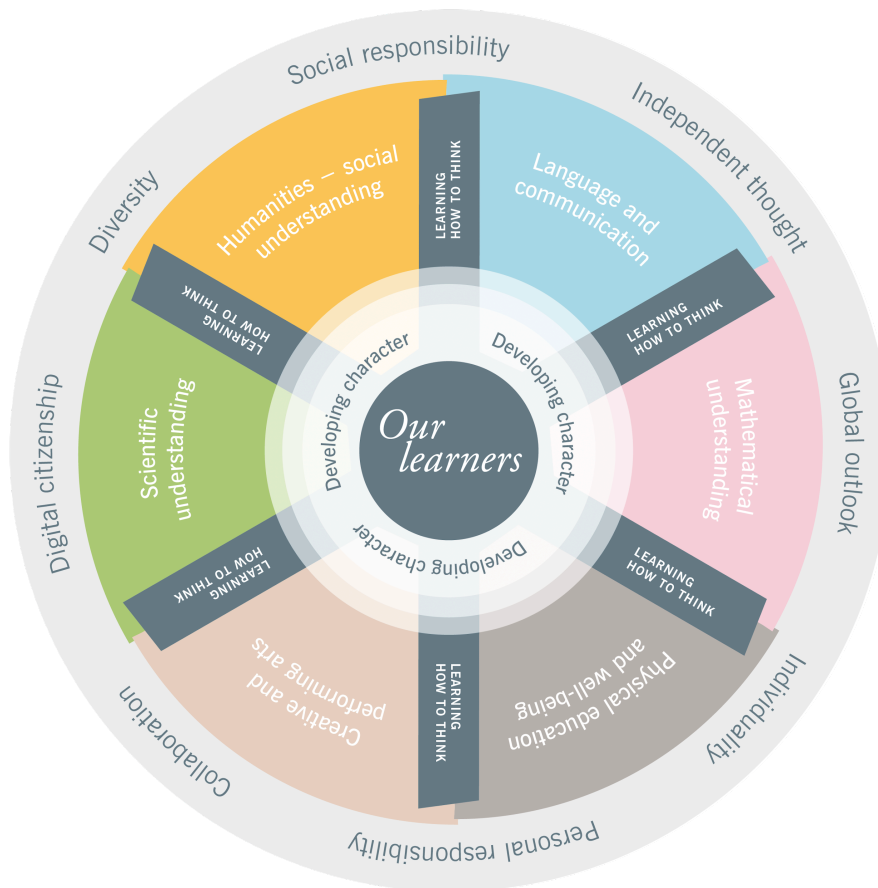 Social responsibility
Independent thought
Global outlook
Individuality
Personal responsibility
Collaboration
Digital citizenship
Diversity
Humanities – social
understanding
Language and
communication
Mathematical
understanding
Physical education
and well-being
Creative and
performing arts
Scientific
understanding
LEARNING
HOW TO THINK
LEARNING
HOW TO THINK
LEARNING
HOW TO THINK
LEARNING
HOW TO THINK
LEARNING
HOW TO THINK
LEARNING
HOW TO THINK
Developing character
Developing character
Developing character
Our
learners